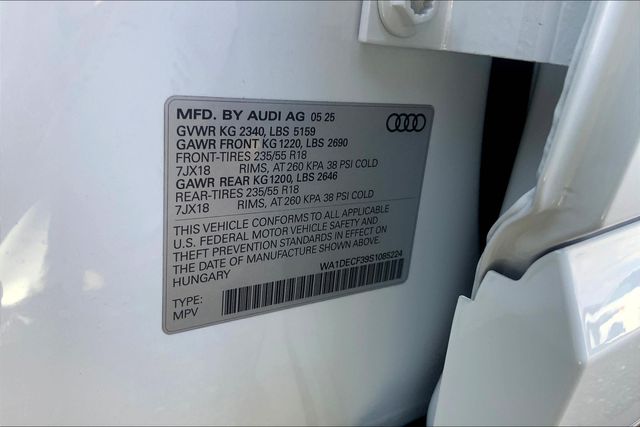 MFD. BY AUDI AG 05 25
GVWR KG 2340, LBS 5159
GAWR FRONT KG 1220, LBS 2690
FRONT-TIRES 235/55 R18
7JX18 RIMS, AT 260 KPA 38 PSI COLD
GAWR REAR KG 1200, LBS 2646
REAR-TIRES 235/55 R18
7JX18 RIMS, AT 260 KPA 38 PSI COLD
THIS VEHICLE CONFORMS TO ALL APPLICABLE
U.S. FEDERAL MOTOR VEHICLE SAFETY AND
THEFT PREVENTION STANDARDS IN EFFECT ON
THE DATE OF MANUFACTURE SHOWN ABOVE.
HUNGARY
WA1DECF39S1085224
TYPE:
MPV